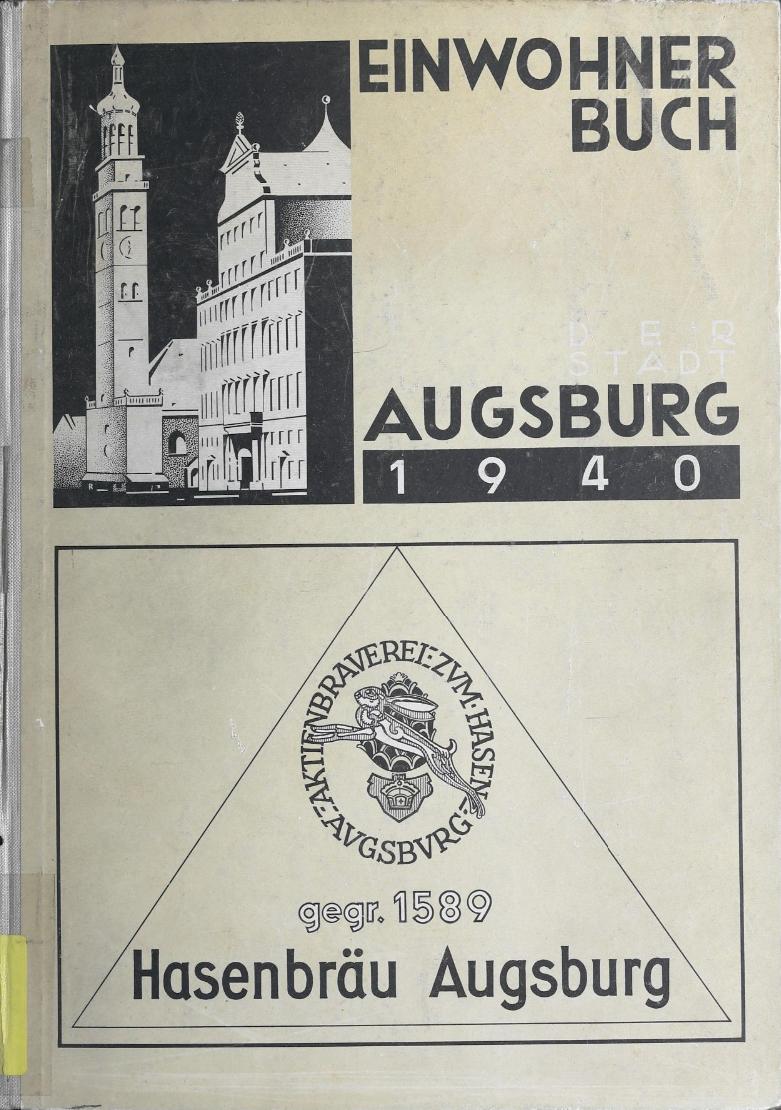 EINWOHNER
BUCH
DER
STADT
AUGSBURG
1940
AKTIENBRAVEREI·ZVM·HASEN
AVGSBVRG
gegr. 1589
Hasenbräu Augsburg